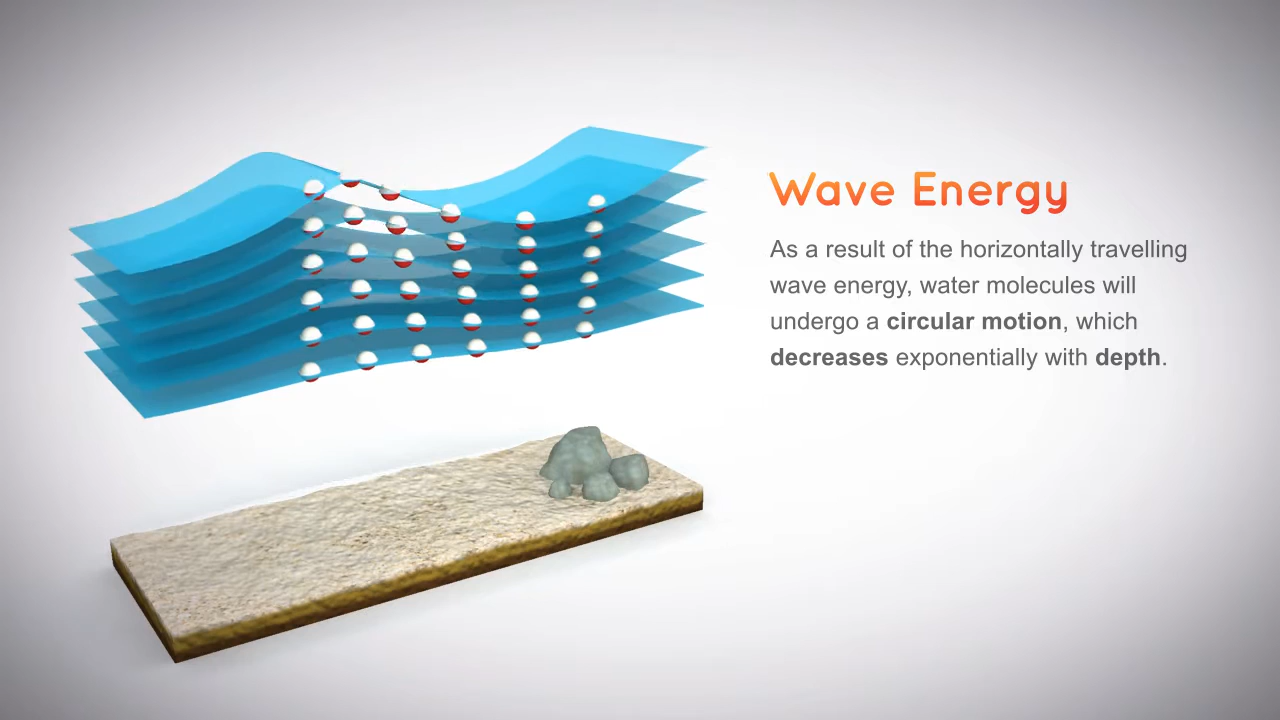 Wave Energy
As a result of the horizontally travelling
wave energy, water molecules will
undergo a circular motion, which
decreases exponentially with depth.